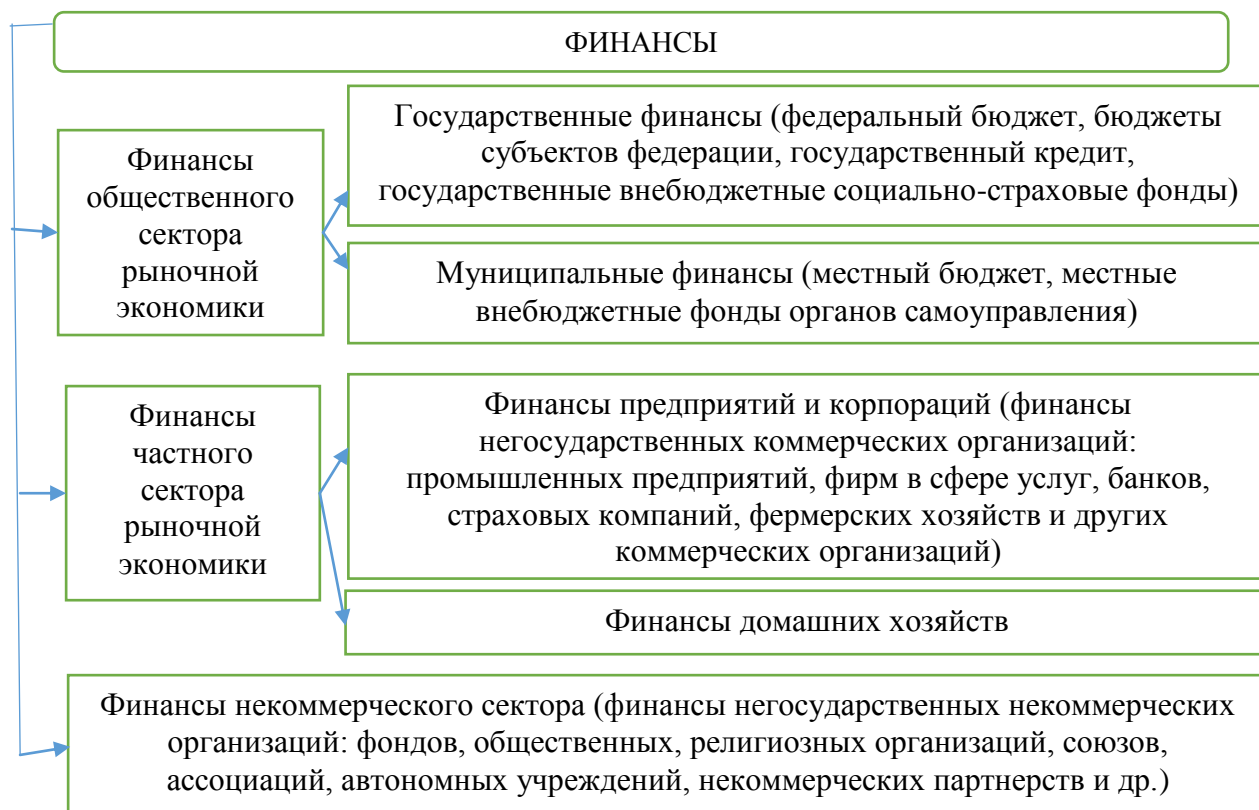 ФИНАНСЫ
Финансы
общественного
сектора
рыночной
экономики
Государственные финансы (федеральный бюджет, бюджеты
субъектов федерации, государственный кредит,
государственные внебюджетные социально-страховые фонды)
Муниципальные финансы (местный бюджет, местные
внебюджетные фонды органов самоуправления)
Финансы
частного
сектора
рыночной
экономики
Финансы предприятий и корпораций (финансы
негосударственных коммерческих организаций:
промышленных предприятий, фирм в сфере услуг, банков,
страховых компаний, фермерских хозяйств и других
коммерческих организаций)
Финансы домашних хозяйств
Финансы некоммерческого сектора (финансы негосударственных некоммерческих
организаций: фондов, общественных, религиозных организаций, союзов,
ассоциаций, автономных учреждений, некоммерческих партнерств и др.)